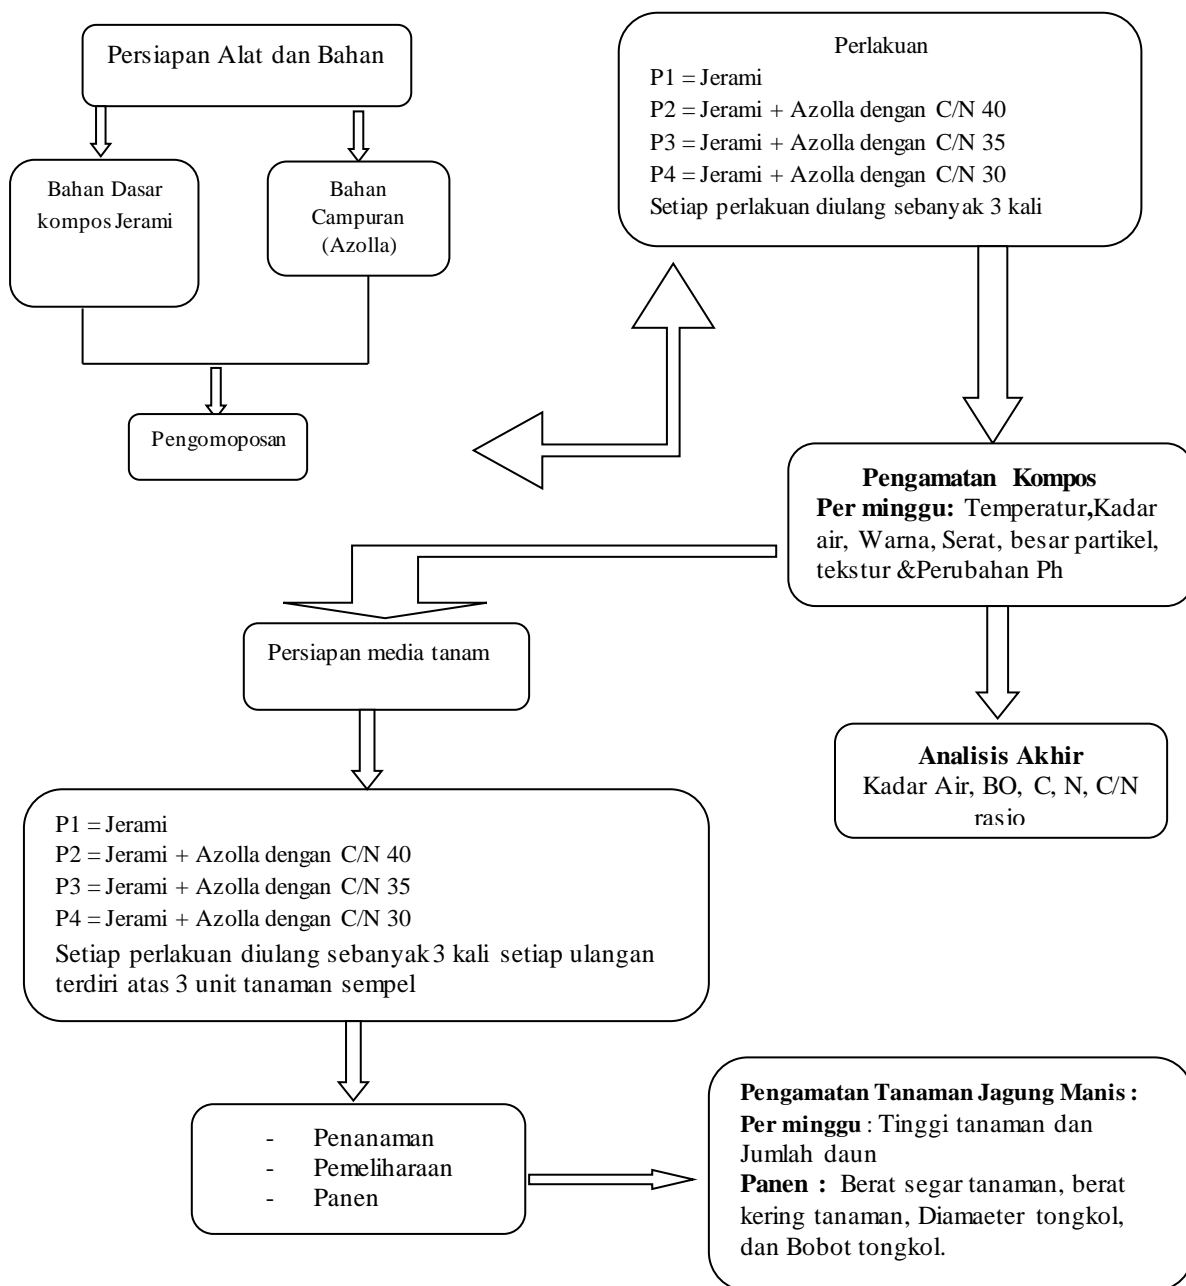 Persiapan Alat dan Bahan
Bahan Dasar
kompos Jerami
Bahan
Campuran
(Azolla)
Pengomoposan
Perlakuan
P1 = Jerami
P2 = Jerami + Azolla dengan C/N 40
P3 = Jerami + Azolla dengan C/N 35
P4 = Jerami + Azolla dengan C/N 30
Setiap perlakuan diulang sebanyak 3 kali
Pengamatan Kompos
Per minggu: Temperatur,Kadar
air, Warna, Serat, besar partikel,
tekstur &Perubahan Ph
Analisis Akhir
Kadar Air, BO, C, N, C/N
rasio
Persiapan media tanam
P1 = Jerami
P2 = Jerami + Azolla dengan C/N 40
P3 = Jerami + Azolla dengan C/N 35
P4 = Jerami + Azolla dengan C/N 30
Setiap perlakuan diulang sebanyak 3 kali setiap ulangan
terdiri atas 3 unit tanaman sempel
- Penanaman
- Pemeliharaan
- Panen
Pengamatan Tanaman Jagung Manis :
Per minggu : Tinggi tanaman dan
Jumlah daun
Panen : Berat segar tanaman, berat
kering tanaman, Diamaeter tongkol,
dan Bobot tongkol.